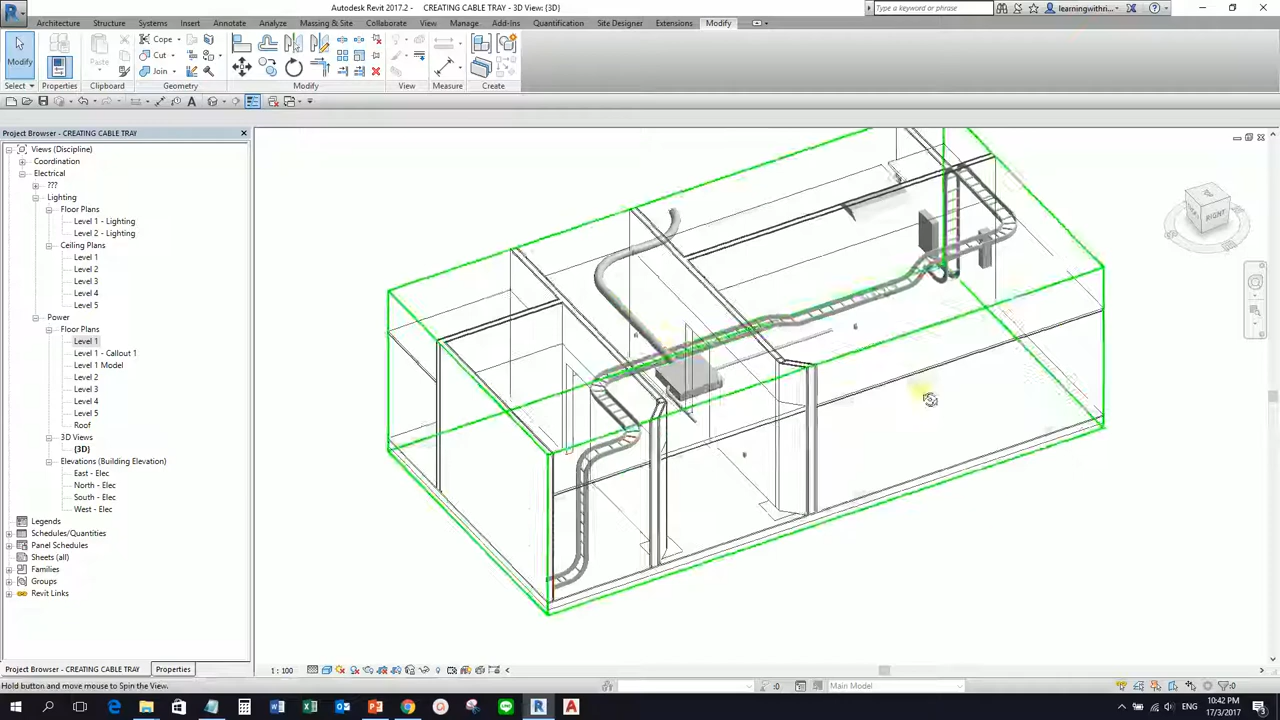 Autodesk Revit 2017.2 -    CREATING CABLE TRAY - 3D View: {3D}
Type a keyword or phrase
learningwithri...
Architecture Structure Systems Insert Annotate Analyze Massing & Site Collaborate View Manage Add-Ins Quantification Site Designer Extensions Modify
Modify
Paste
Cope
Cut
Join
Select
Properties
Clipboard
Geometry
Modify
View
Measure
Create
Project Browser - CREATING CABLE TRAY
Views (Discipline)
Coordination
Electrical
???
Lighting
Floor Plans
Level 1 - Lighting
Level 2 - Lighting
Ceiling Plans
Level 1
Level 2
Level 3
Level 4
Level 5
Power
Floor Plans
Level 1
Level 1 - Callout 1
Level 1 Model
Level 2
Level 3
Level 4
Level 5
Roof
3D Views
{3D}
Elevations (Building Elevation)
East - Elec
North - Elec
South - Elec
West - Elec
Legends
Schedules/Quantities
Panel Schedules
Sheets (all)
Families
Groups
Revit Links
RIGHT
Project Browser - CREATING CABLE TRAY
Properties
1 : 100
Hold button and move mouse to Spin the View.
:0
Main Model
:0
ENG
10:42 PM
17/3/2017